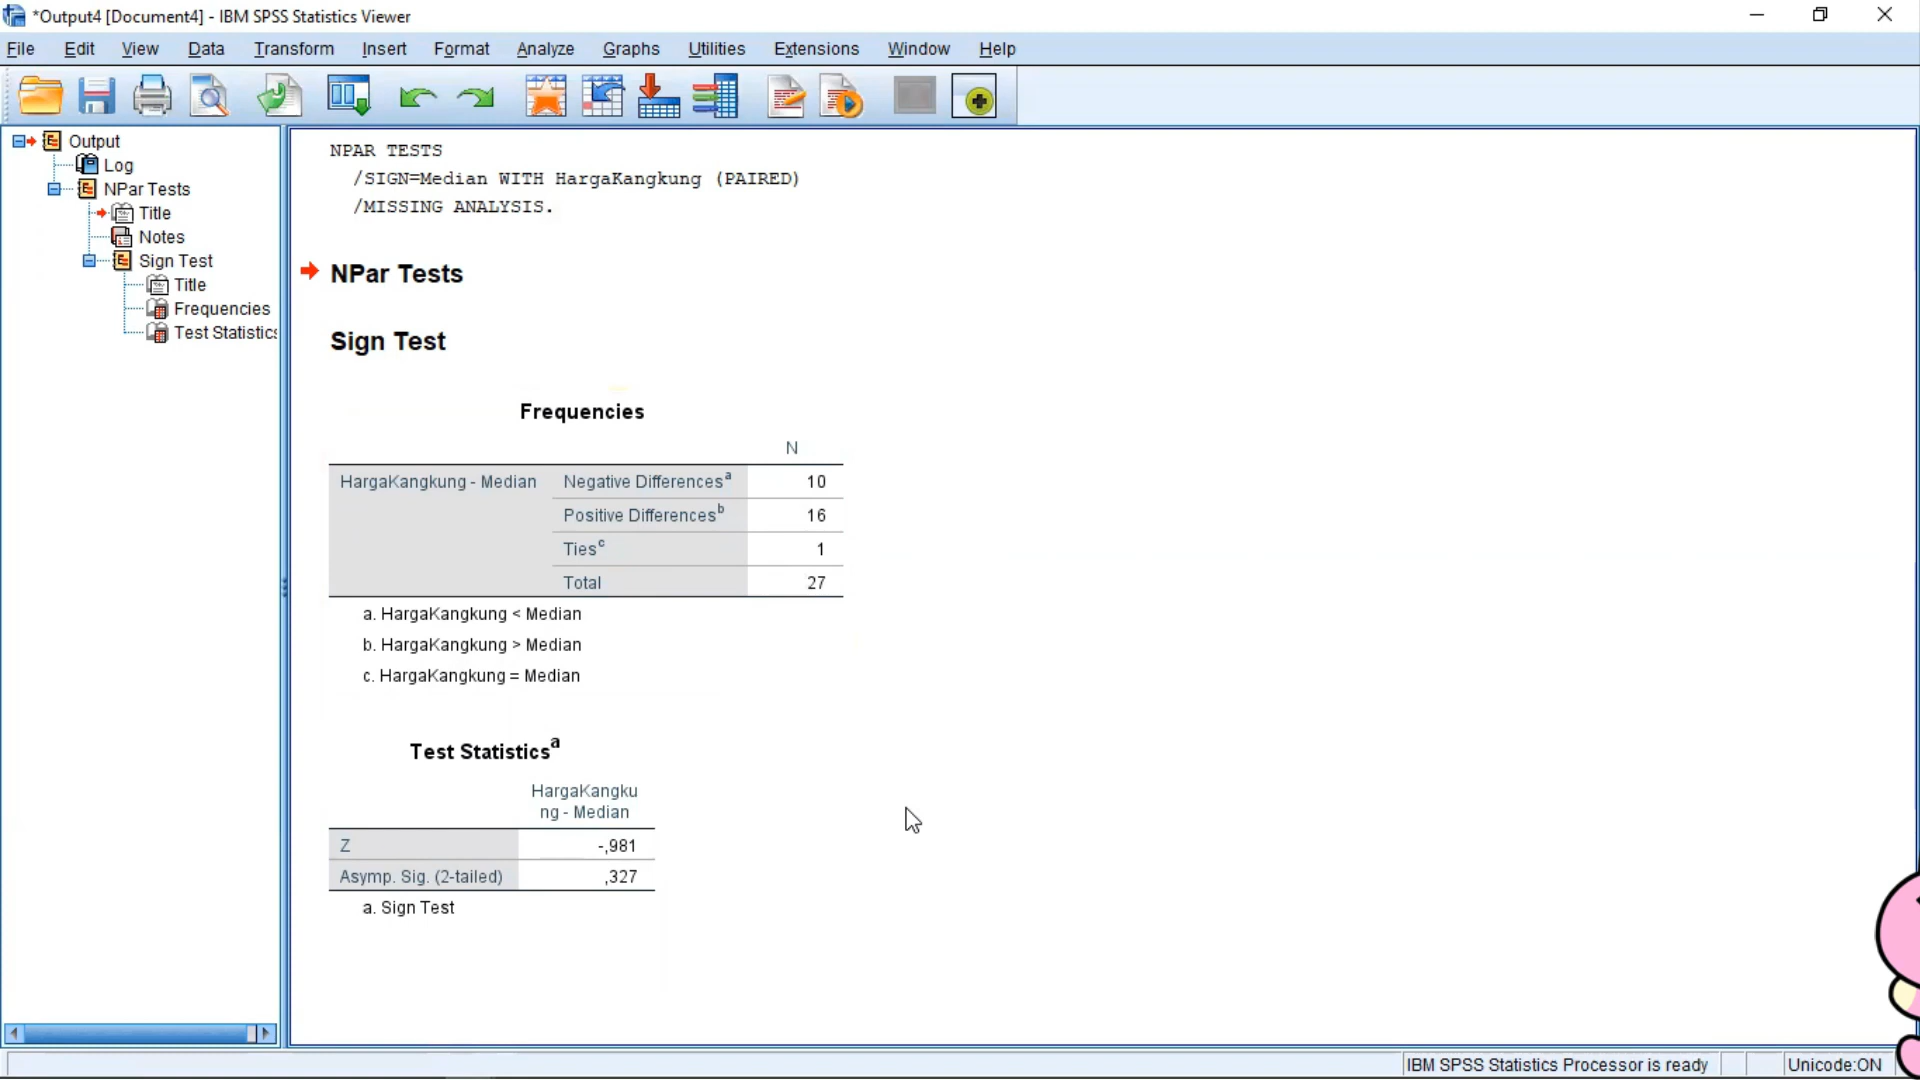 *Output4 [Document4] - IBM SPSS Statistics Viewer
File Edit View Data Transform Insert Format Analyze Graphs Utilities Extensions Window Help
Output
Log
NPar Tests
Title
Notes
Sign Test
Title
Frequencies
Test Statistics
NPAR TESTS
/SIGN=Median WITH HargaKangkung (PAIRED)
/MISSING ANALYSIS.
NPar Tests
Sign Test
Frequencies
N
HargaKangkung - Median Negative Differences a 10
Positive Differences b 16
Ties c 1
Total 27
a. HargaKangkung < Median
b. HargaKangkung > Median
c. HargaKangkung = Median
Test Statistics a
HargaKangku
ng - Median
Z -,981
Asymp. Sig. (2-tailed) ,327
a. Sign Test
IBM SPSS Statistics Processor is ready Unicode:ON